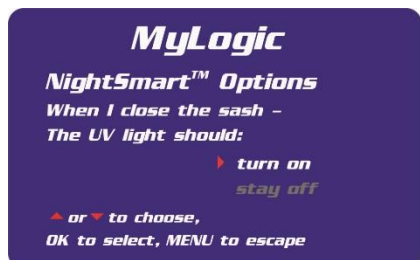 MyLogic
NightSmart™ Options
When I close the sash –
The UV light should:
turn on
stay off
or to choose,
OK to select, MENU to escape